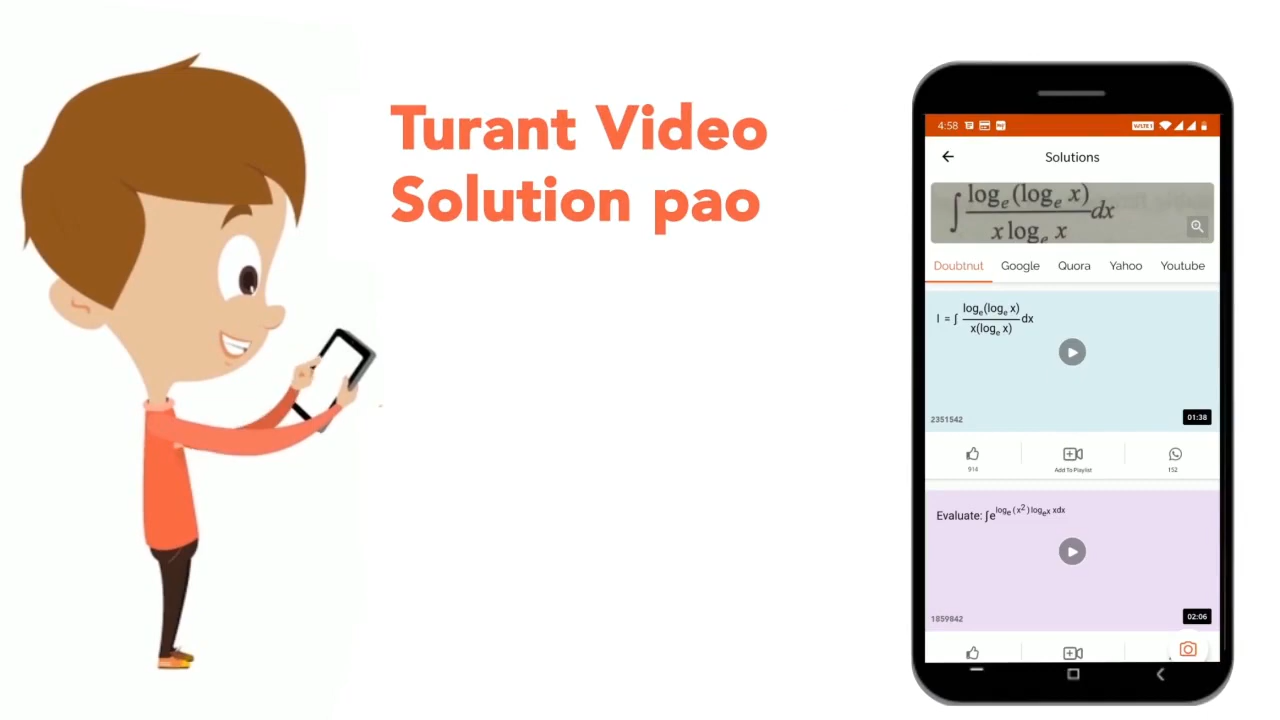 Turant Video
Solution pao
4:58
VoLTE1
Solutions
∫ logₑ(logₑ x) / x logₑ x dx
Doubtnut Google Quora Yahoo Youtube
I = ∫ logₑ(logₑ x) / x(logₑ x) dx
2351542 01:38
914 Add To Playlist 152
Evaluate: ∫e^logₑ(x²)logₑx xdx
1859842 02:06